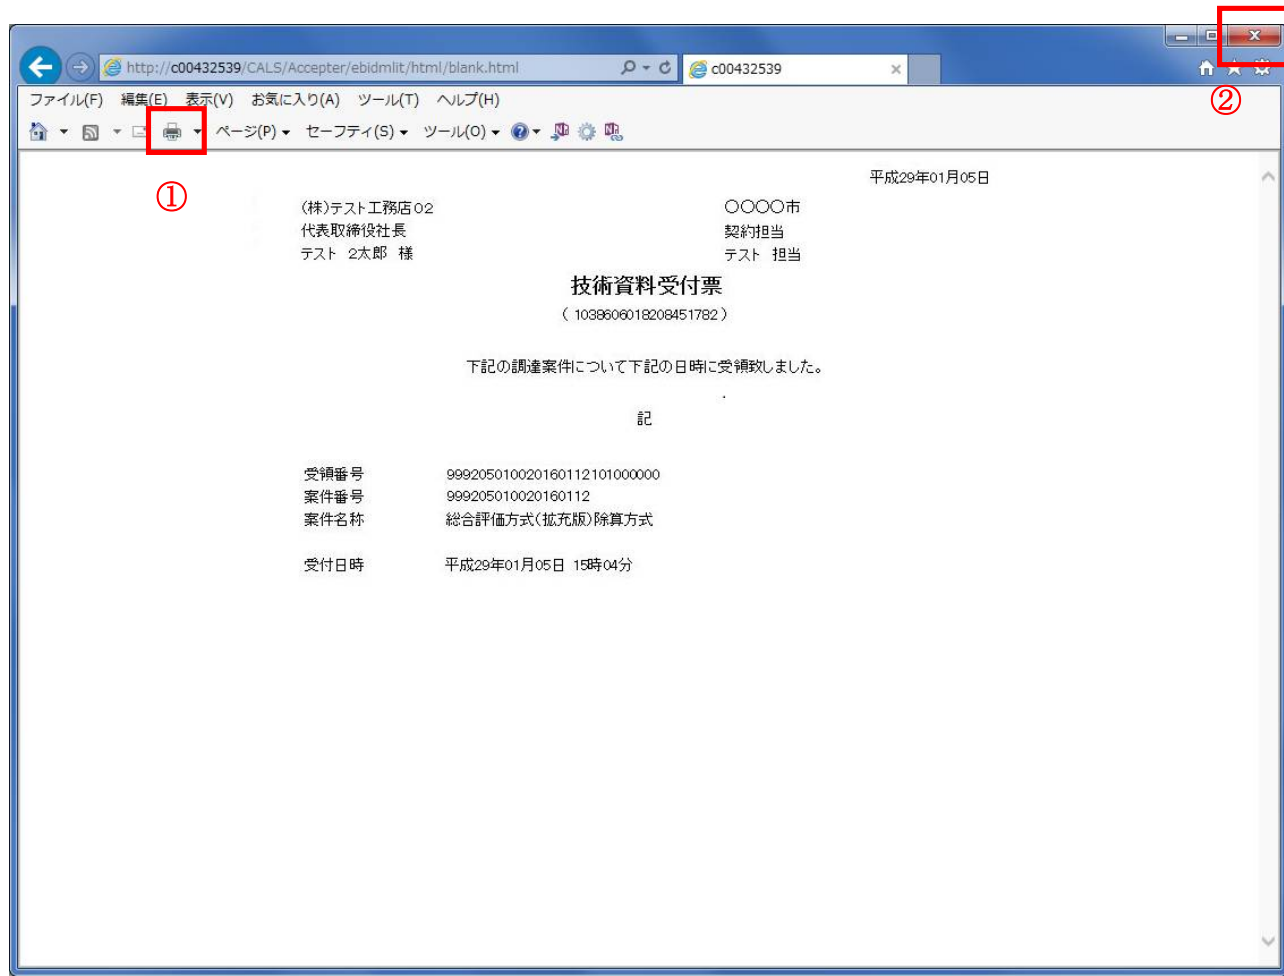 http://c00432539/CALS/Accepter/ebidmlit/html/blank.html
c00432539
②
ファイル(F) 編集(E) 表示(V) お気に入り(A) ツール(T) ヘルプ(H)
ページ(P) セーフティ(S) ツール(O)
①
平成29年01月05日
(株)テスト工務店02
〇〇〇〇市
代表取締役社長
契約担当
テスト 2太郎 様
テスト 担当
技術資料受付票
( 1038606018208451782 )
下記の調達案件について下記の日時に受領致しました。
記
受領番号 999205010020160112101000000
案件番号 999205010020160112
案件名称 総合評価方式(拡充版)除算方式
受付日時 平成29年01月05日 15時04分